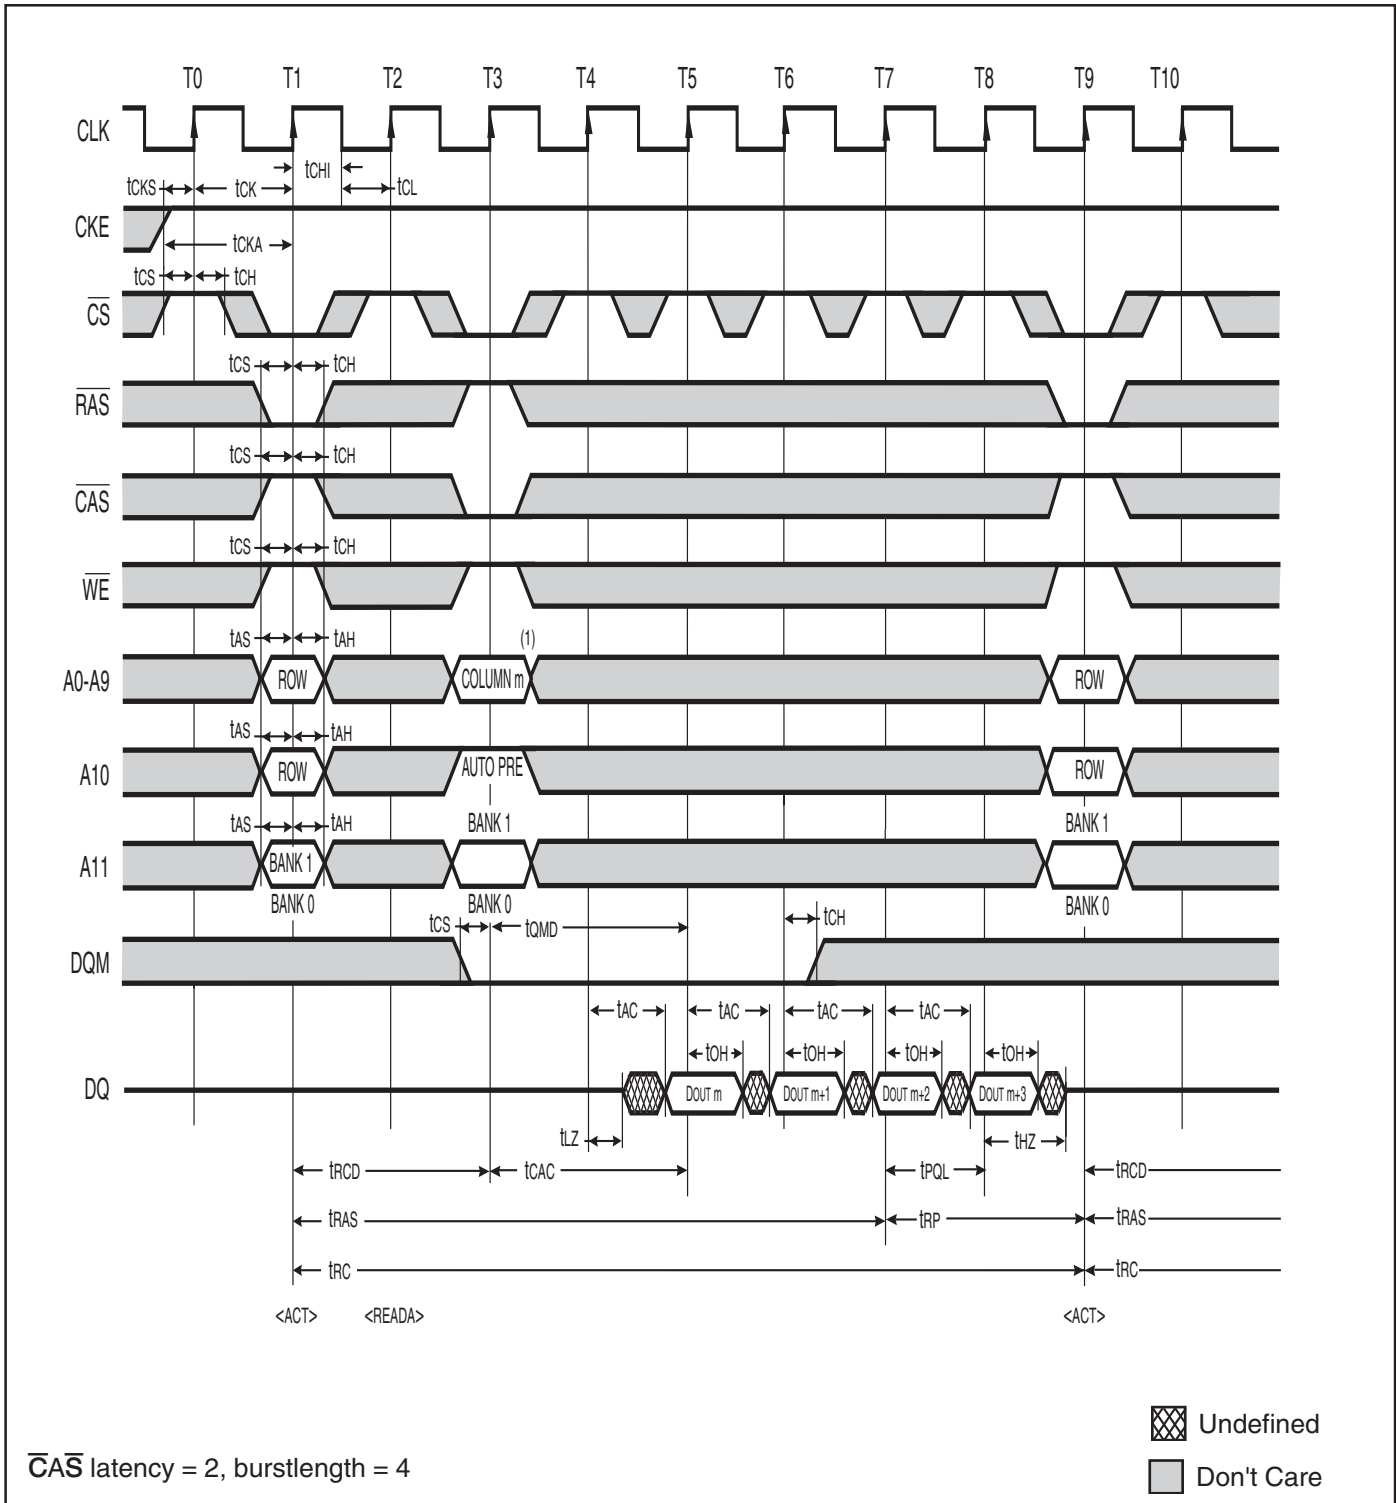 T0 T1 T2 T3 T4 T5 T6 T7 T8 T9 T10
CLK
tCHI
tCKS tCK tCL
CKE
tCKA
tCS tCH
CS
tCS tCH
RAS
tCS tCH
CAS
tCS tCH
WE
tAS tAH (1)
A0-A9 ROW COLUMN m ROW
tAS tAH
A10 ROW AUTO PRE ROW
tAS tAH BANK 1 BANK 1
A11 BANK 1
BANK 0 BANK 0 BANK 0
tCS tQMD tCH
DQM
tAC tAC tAC tAC
tOH tOH tOH tOH
DQ DOUT m DOUT m+1 DOUT m+2 DOUT m+3
tLZ tHZ
tRCD tCAC tPQL tRCD
tRAS tRP tRAS
tRC tRC
<ACT> <READA> <ACT>
Undefined
CAS latency = 2, burstlength = 4
Don't Care